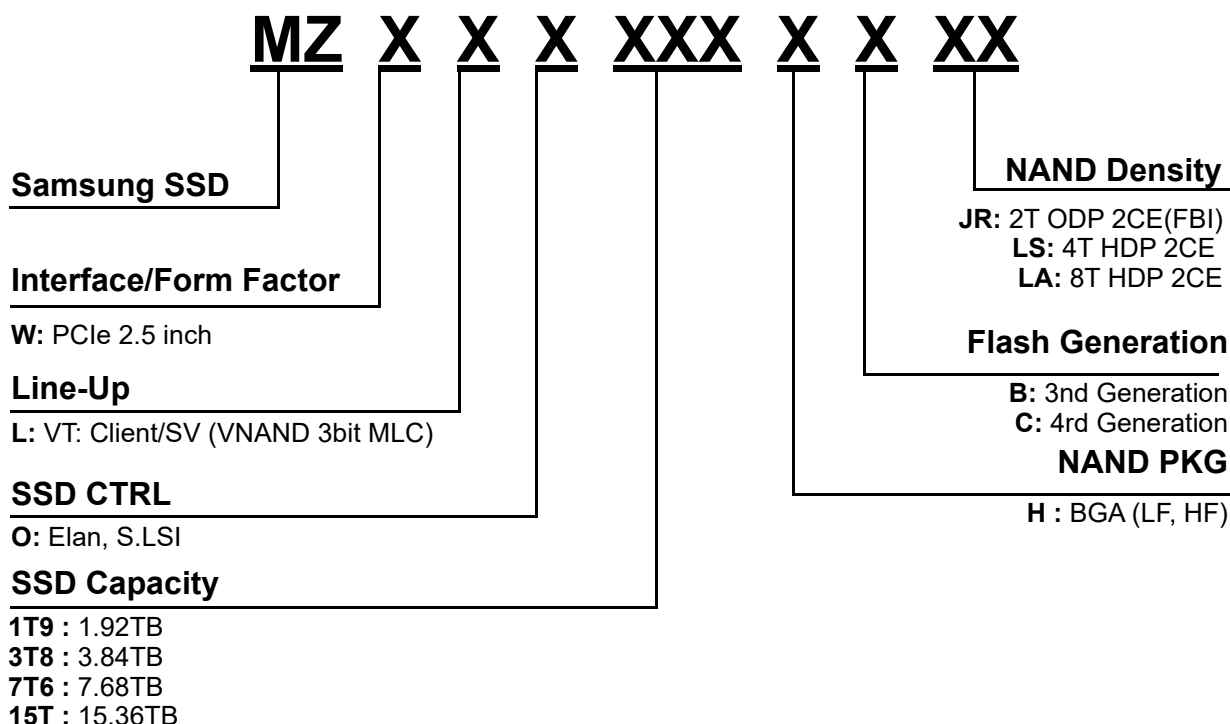 MZ X X X XXX X X XX
Samsung SSD
Interface/Form Factor
W: PCIe 2.5 inch
Line-Up
L: VT: Client/SV (VNAND 3bit MLC)
SSD CTRL
O: Elan, S.LSI
SSD Capacity
1T9 : 1.92TB
3T8 : 3.84TB
7T6 : 7.68TB
15T : 15.36TB
NAND Density
JR: 2T ODP 2CE(FBI)
LS: 4T HDP 2CE
LA: 8T HDP 2CE
Flash Generation
B: 3nd Generation
C: 4rd Generation
NAND PKG
H : BGA (LF, HF)